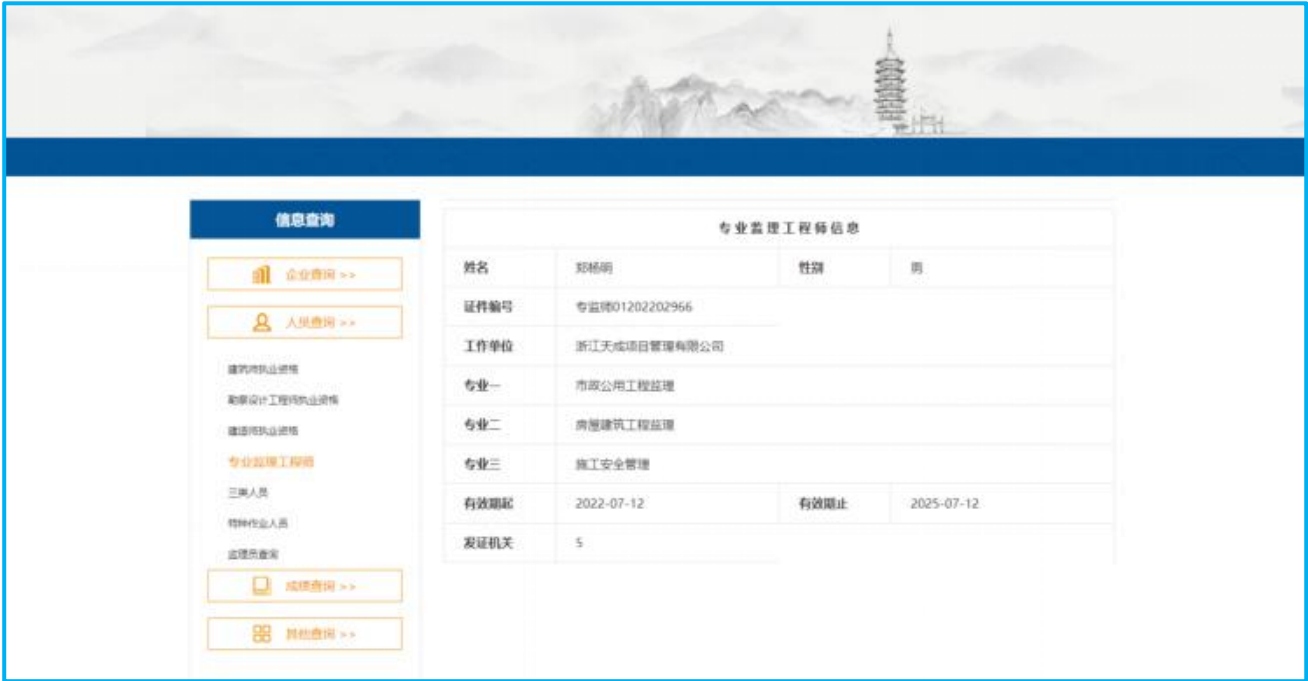 信息查询
企业查询 >>
人员查询 >>
建筑师执业资格
勘察设计工程师执业资格
建造师执业资格
专业监理工程师
三类人员
特种作业人员
监理员查询
成绩查询 >>
其他查询 >>
专业监理工程师信息
姓名 郑杨明 性别 男
证件编号 专监师01202202966
工作单位 浙江天成项目管理有限公司
专业一 市政公用工程监理
专业二 房屋建筑工程监理
专业三 施工安全管理
有效期起 2022-07-12 有效期止 2025-07-12
发证机关 5